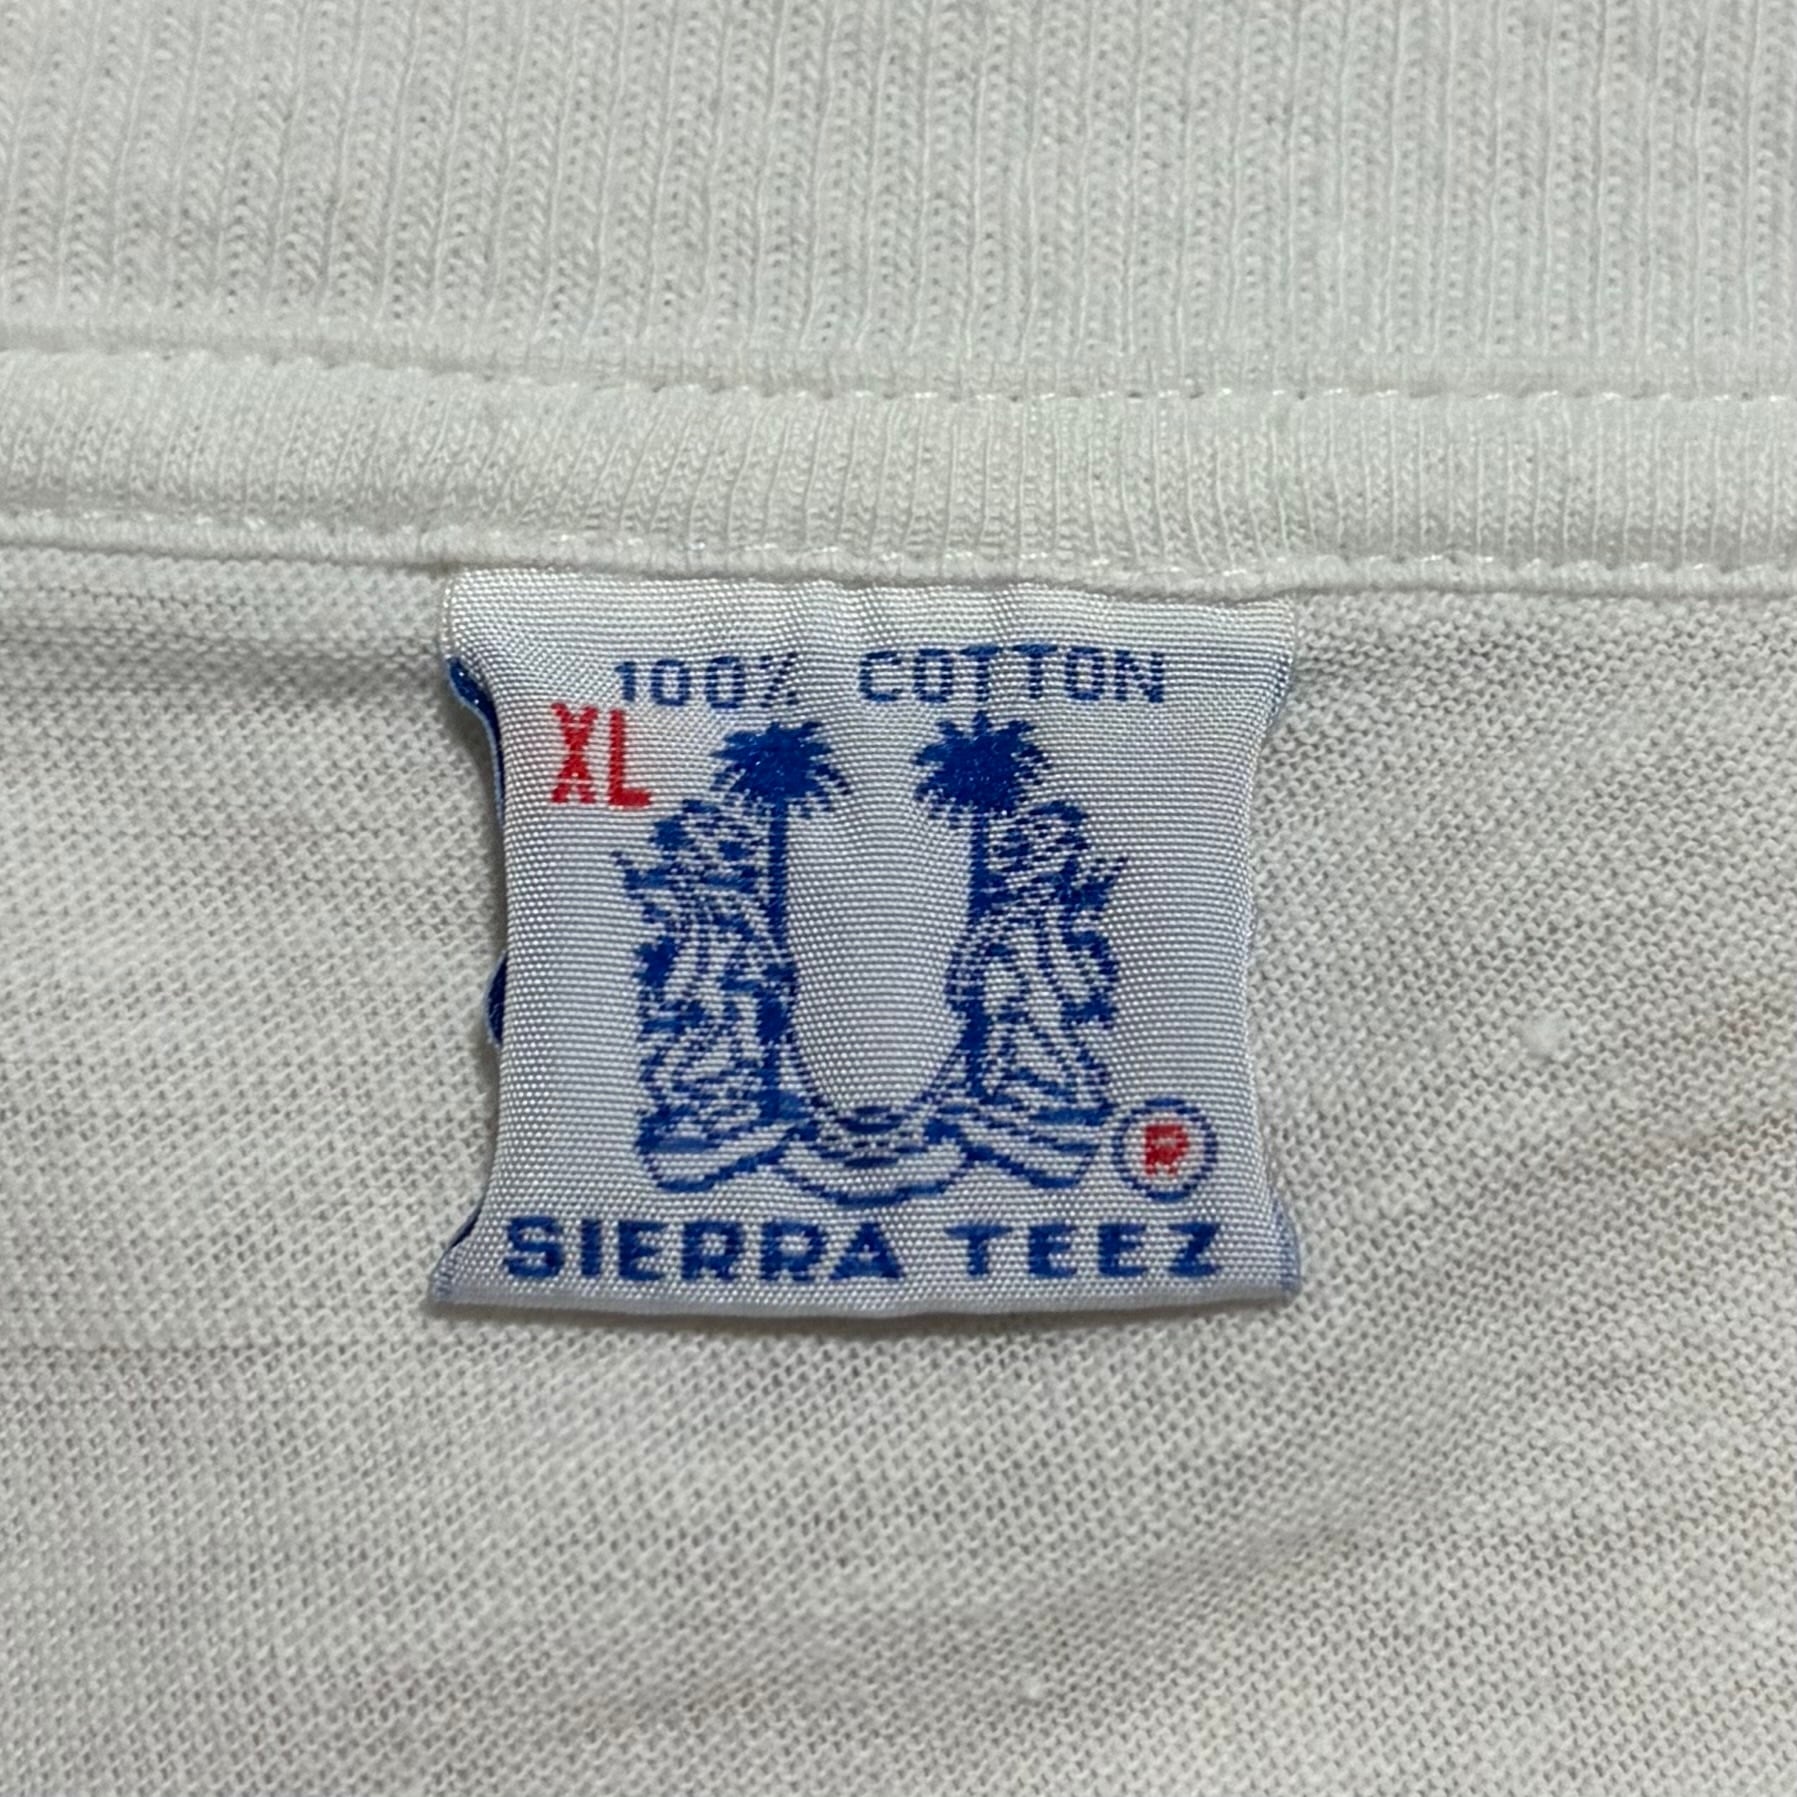 100% COTTON
XL
®
SIERRA TEEZ